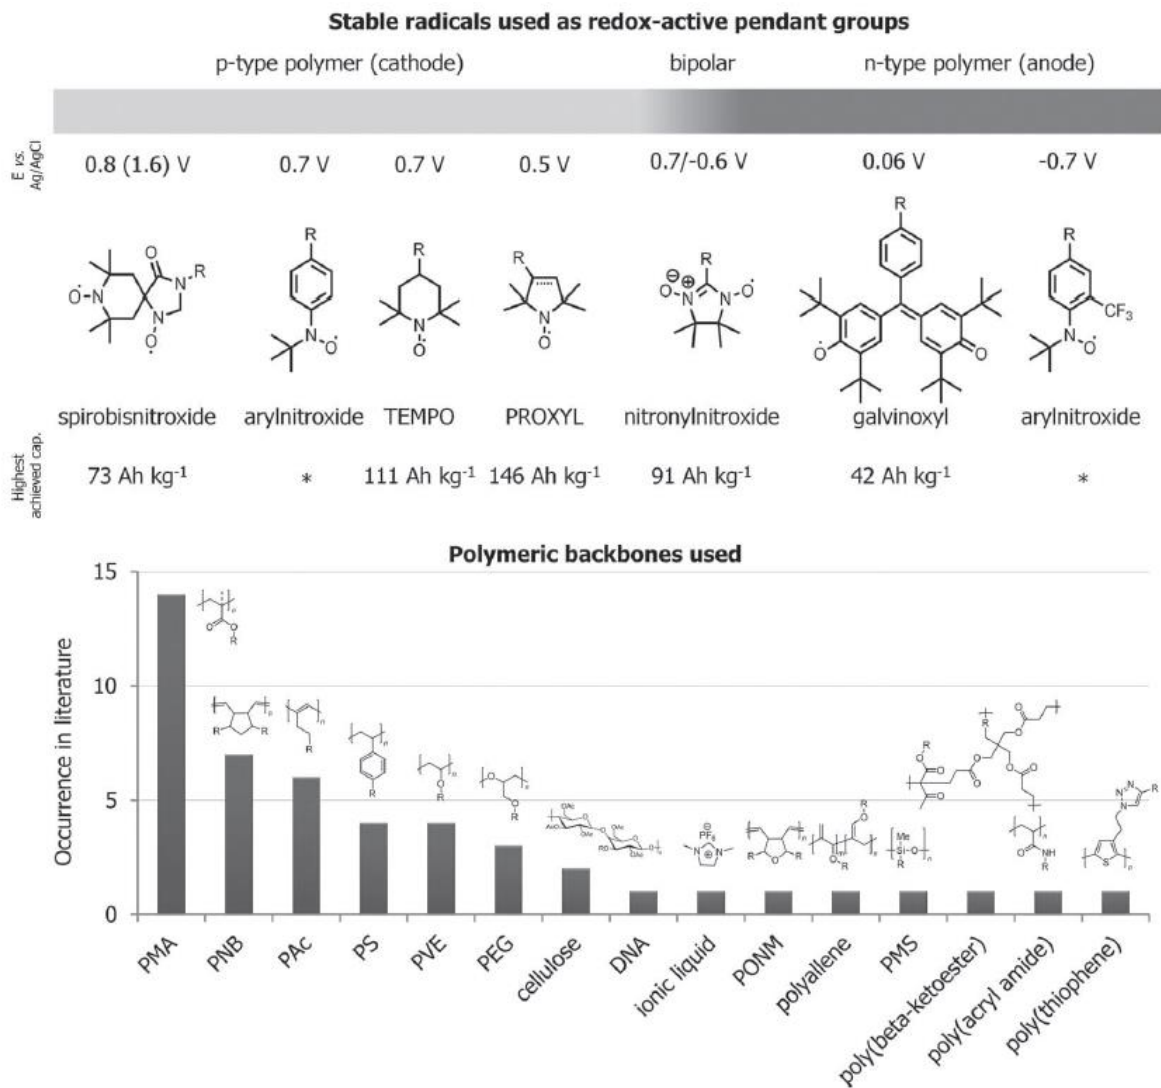 Stable radicals used as redox-active pendant groups
p-type polymer (cathode) bipolar n-type polymer (anode)
E vs.
Ag/AgCl
0.8 (1.6) V 0.7 V 0.7 V 0.5 V 0.7/-0.6 V 0.06 V -0.7 V
spirobisnitroxide arylnitroxide TEMPO PROXYL nitronylnitroxide galvinoxyl arylnitroxide
Highest
achieved cap.
73 Ah kg⁻¹ * 111 Ah kg⁻¹ 146 Ah kg⁻¹ 91 Ah kg⁻¹ 42 Ah kg⁻¹ *
Polymeric backbones used
Occurrence in literature
15
10
5
0
PMA PNB PAc PS PVE PEG cellulose DNA ionic liquid PONM polyallene PMS poly(beta-ketoester) poly(acryl amide) poly(thiophene)